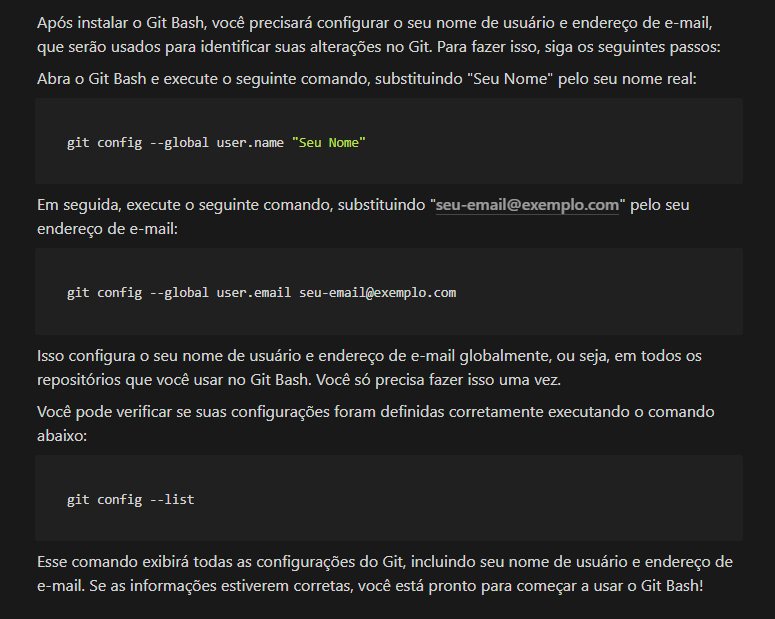 Após instalar o Git Bash, você precisará configurar o seu nome de usuário e endereço de e-mail,
que serão usados para identificar suas alterações no Git. Para fazer isso, siga os seguintes passos:
Abra o Git Bash e execute o seguinte comando, substituindo "Seu Nome" pelo seu nome real:
git config --global user.name "Seu Nome"
Em seguida, execute o seguinte comando, substituindo "seu-email@exemplo.com" pelo seu
endereço de e-mail:
git config --global user.email seu-email@exemplo.com
Isso configura o seu nome de usuário e endereço de e-mail globalmente, ou seja, em todos os
repositórios que você usar no Git Bash. Você só precisa fazer isso uma vez.
Você pode verificar se suas configurações foram definidas corretamente executando o comando
abaixo:
git config --list
Esse comando exibirá todas as configurações do Git, incluindo seu nome de usuário e endereço de
e-mail. Se as informações estiverem corretas, você está pronto para começar a usar o Git Bash!